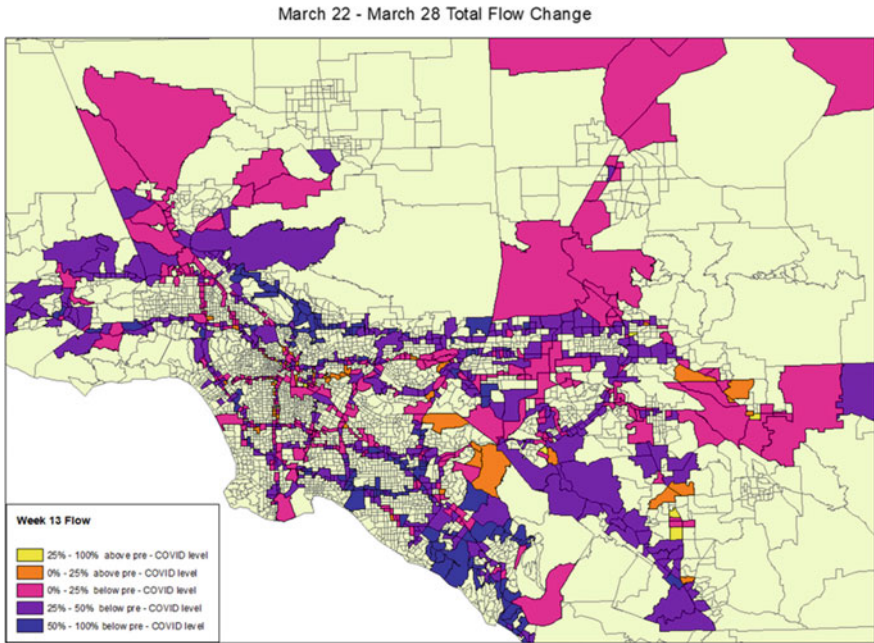 March 22 - March 28 Total Flow Change
Week 13 Flow
25% - 100% above pre - COVID level
0% - 25% above pre - COVID level
0% - 25% below pre - COVID level
25% - 50% below pre - COVID level
50% - 100% below pre - COVID level